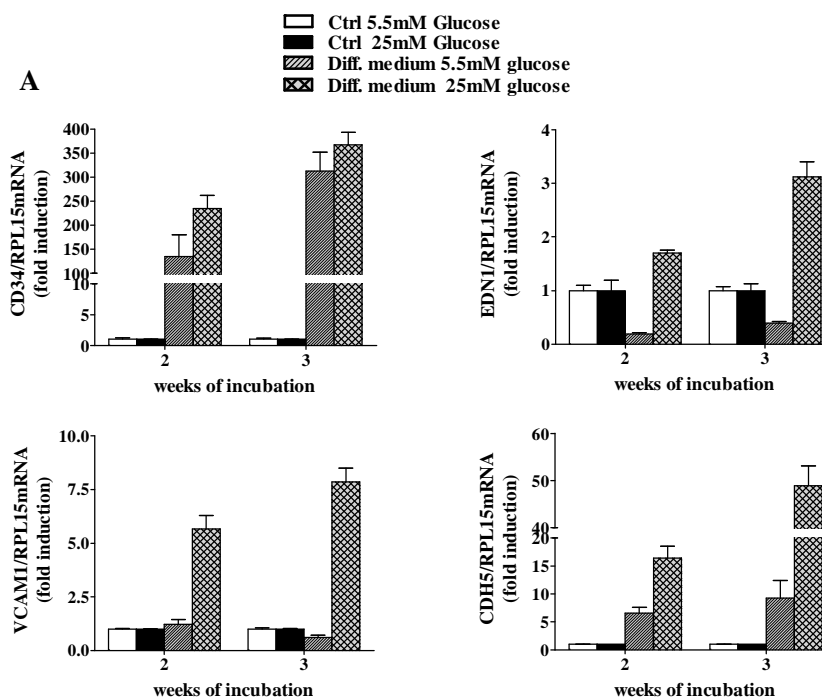 Ctrl 5.5mM Glucose
Ctrl 25mM Glucose
Diff. medium 5.5mM glucose
Diff. medium 25mM glucose
A
CD34/RPL15mRNA
(fold induction)
400
350
300
250
200
150
100
10
5
0
2
3
weeks of incubation
EDN1/RPL15mRNA
(fold induction)
4
3
2
1
0
2
3
weeks of incubation
VCAM1/RPL15mRNA
(fold induction)
10.0
7.5
5.0
2.5
0.0
2
3
weeks of incubation
CDH5/RPL15mRNA
(fold induction)
60
50
40
20
15
10
5
0
2
3
weeks of incubation